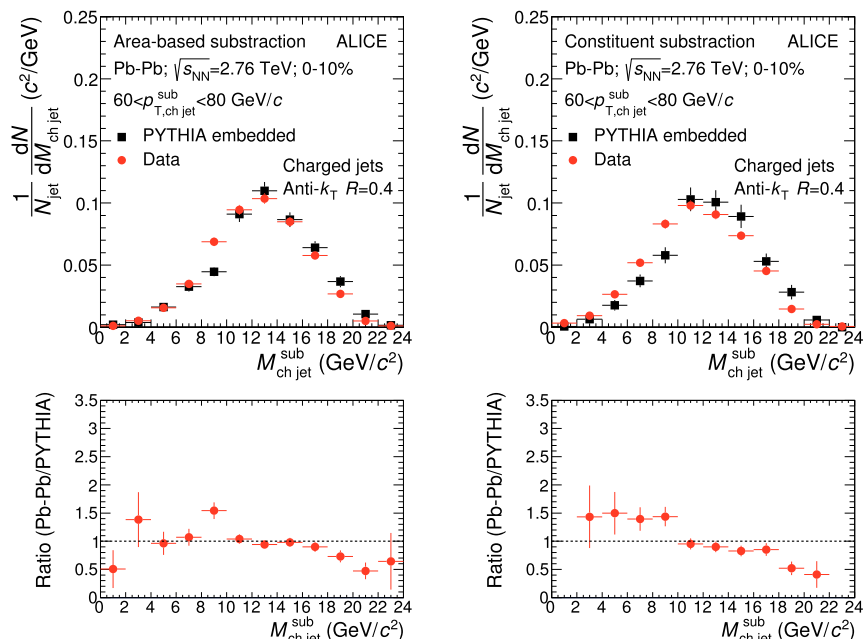 0.25
Area-based substraction ALICE
Pb-Pb; √sNN=2.76 TeV; 0-10%
60<p^sub_T,ch jet<80 GeV/c
PYTHIA embedded
Data
Charged jets
Anti-kT R=0.4
1/Njet dN/dMch jet (c²/GeV)
0.2
0.15
0.1
0.05
0
0 2 4 6 8 10 12 14 16 18 20 22 24
M^sub_ch jet (GeV/c²)
0.25
Constituent substraction ALICE
Pb-Pb; √sNN=2.76 TeV; 0-10%
60<p^sub_T,ch jet<80 GeV/c
PYTHIA embedded
Data
Charged jets
Anti-kT R=0.4
1/Njet dN/dMch jet (c²/GeV)
0.2
0.15
0.1
0.05
0
0 2 4 6 8 10 12 14 16 18 20 22 24
M^sub_ch jet (GeV/c²)
Ratio (Pb-Pb/PYTHIA)
3.5
3
2.5
2
1.5
1
0.5
0
0 2 4 6 8 10 12 14 16 18 20 22 24
M^sub_ch jet (GeV/c²)
Ratio (Pb-Pb/PYTHIA)
3.5
3
2.5
2
1.5
1
0.5
0
0 2 4 6 8 10 12 14 16 18 20 22 24
M^sub_ch jet (GeV/c²)